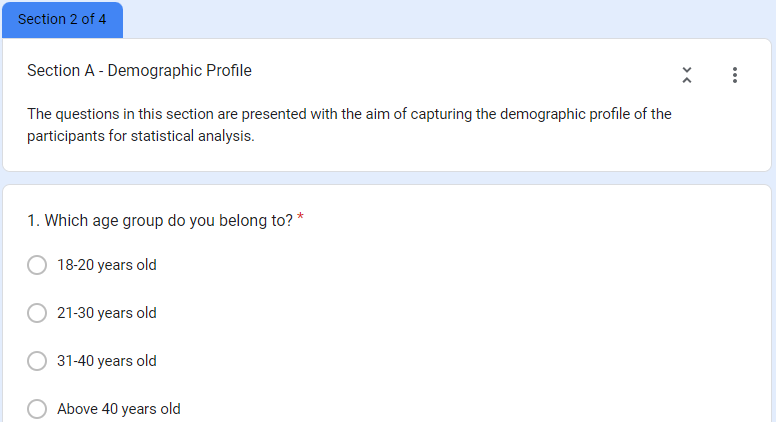 Section 2 of 4
Section A - Demographic Profile
The questions in this section are presented with the aim of capturing the demographic profile of the
participants for statistical analysis.
1. Which age group do you belong to? *
18-20 years old
21-30 years old
31-40 years old
Above 40 years old